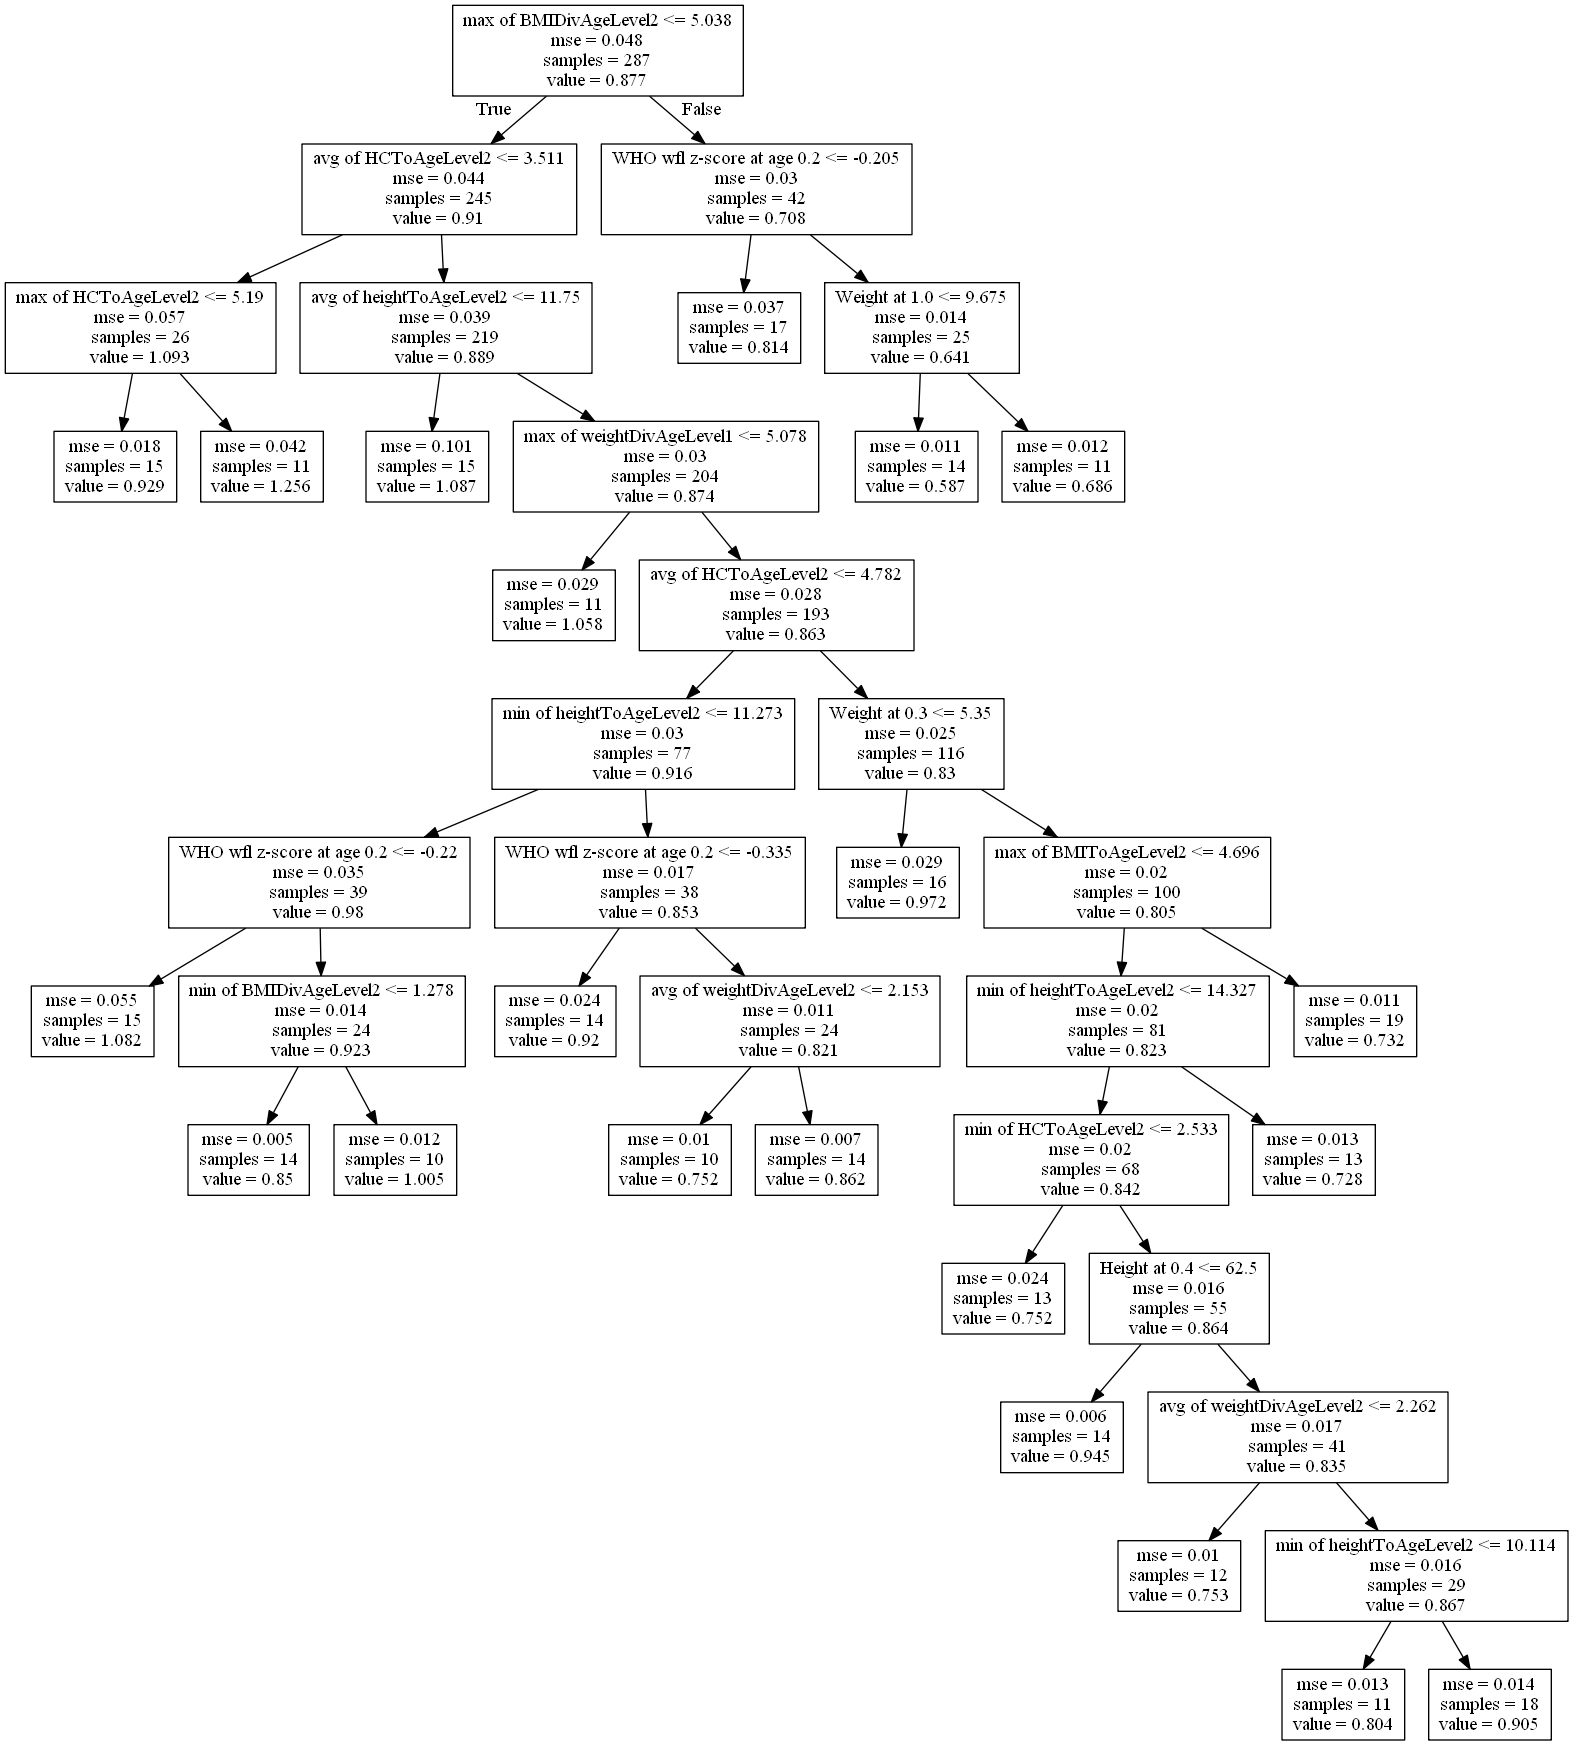 max of BMIDivAgeLevel2 <= 5.038
mse = 0.048
samples = 287
value = 0.877
True
False
avg of HCToAgeLevel2 <= 3.511
mse = 0.044
samples = 245
value = 0.91
WHO wfl z-score at age 0.2 <= -0.205
mse = 0.03
samples = 42
value = 0.708
max of HCToAgeLevel2 <= 5.19
mse = 0.057
samples = 26
value = 1.093
avg of heightToAgeLevel2 <= 11.75
mse = 0.039
samples = 219
value = 0.889
mse = 0.037
samples = 17
value = 0.814
Weight at 1.0 <= 9.675
mse = 0.014
samples = 25
value = 0.641
mse = 0.018
samples = 15
value = 0.929
mse = 0.042
samples = 11
value = 1.256
mse = 0.101
samples = 15
value = 1.087
max of weightDivAgeLevel1 <= 5.078
mse = 0.03
samples = 204
value = 0.874
mse = 0.011
samples = 14
value = 0.587
mse = 0.012
samples = 11
value = 0.686
mse = 0.029
samples = 11
value = 1.058
avg of HCToAgeLevel2 <= 4.782
mse = 0.028
samples = 193
value = 0.863
min of heightToAgeLevel2 <= 11.273
mse = 0.03
samples = 77
value = 0.916
Weight at 0.3 <= 5.35
mse = 0.025
samples = 116
value = 0.83
WHO wfl z-score at age 0.2 <= -0.22
mse = 0.035
samples = 39
value = 0.98
WHO wfl z-score at age 0.2 <= -0.335
mse = 0.017
samples = 38
value = 0.853
mse = 0.029
samples = 16
value = 0.972
max of BMIToAgeLevel2 <= 4.696
mse = 0.02
samples = 100
value = 0.805
mse = 0.055
samples = 15
value = 1.082
min of BMIDivAgeLevel2 <= 1.278
mse = 0.014
samples = 24
value = 0.923
mse = 0.024
samples = 14
value = 0.92
avg of weightDivAgeLevel2 <= 2.153
mse = 0.011
samples = 24
value = 0.821
min of heightToAgeLevel2 <= 14.327
mse = 0.02
samples = 81
value = 0.823
mse = 0.011
samples = 19
value = 0.732
mse = 0.005
samples = 14
value = 0.85
mse = 0.012
samples = 10
value = 1.005
mse = 0.01
samples = 10
value = 0.752
mse = 0.007
samples = 14
value = 0.862
min of HCToAgeLevel2 <= 2.533
mse = 0.02
samples = 68
value = 0.842
mse = 0.013
samples = 13
value = 0.728
mse = 0.024
samples = 13
value = 0.752
Height at 0.4 <= 62.5
mse = 0.016
samples = 55
value = 0.864
mse = 0.006
samples = 14
value = 0.945
avg of weightDivAgeLevel2 <= 2.262
mse = 0.017
samples = 41
value = 0.835
mse = 0.01
samples = 12
value = 0.753
min of heightToAgeLevel2 <= 10.114
mse = 0.016
samples = 29
value = 0.867
mse = 0.013
samples = 11
value = 0.804
mse = 0.014
samples = 18
value = 0.905